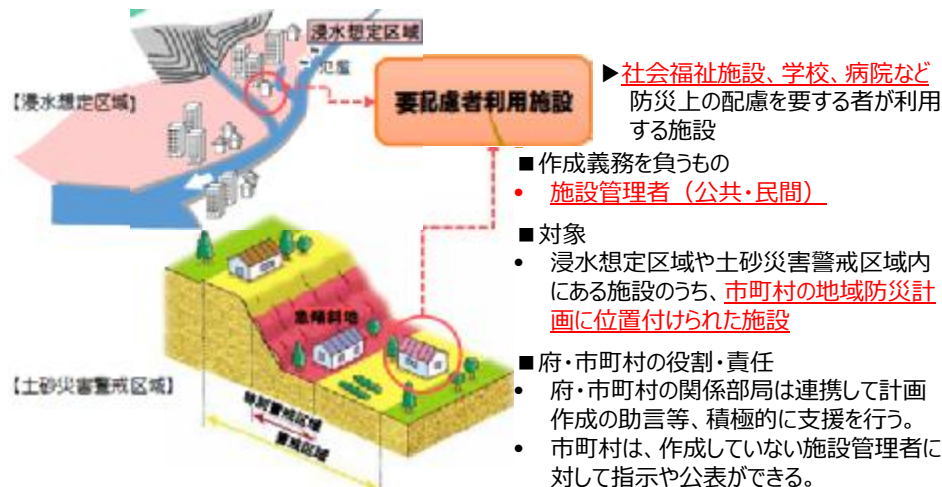 浸水想定区域
氾濫
【浸水想定区域】
要配慮者利用施設
▶社会福祉施設、学校、病院など
防災上の配慮を要する者が利用
する施設
■作成義務を負うもの
• 施設管理者（公共・民間）
■対象
• 浸水想定区域や土砂災害警戒区域内
にある施設のうち、市町村の地域防災計
画に位置付けられた施設
急傾斜地
【土砂災害警戒区域】
特別警戒区域
警戒区域
■府・市町村の役割・責任
• 府・市町村の関係部局は連携して計画
作成の助言等、積極的に支援を行う。
• 市町村は、作成していない施設管理者に
対して指示や公表ができる。